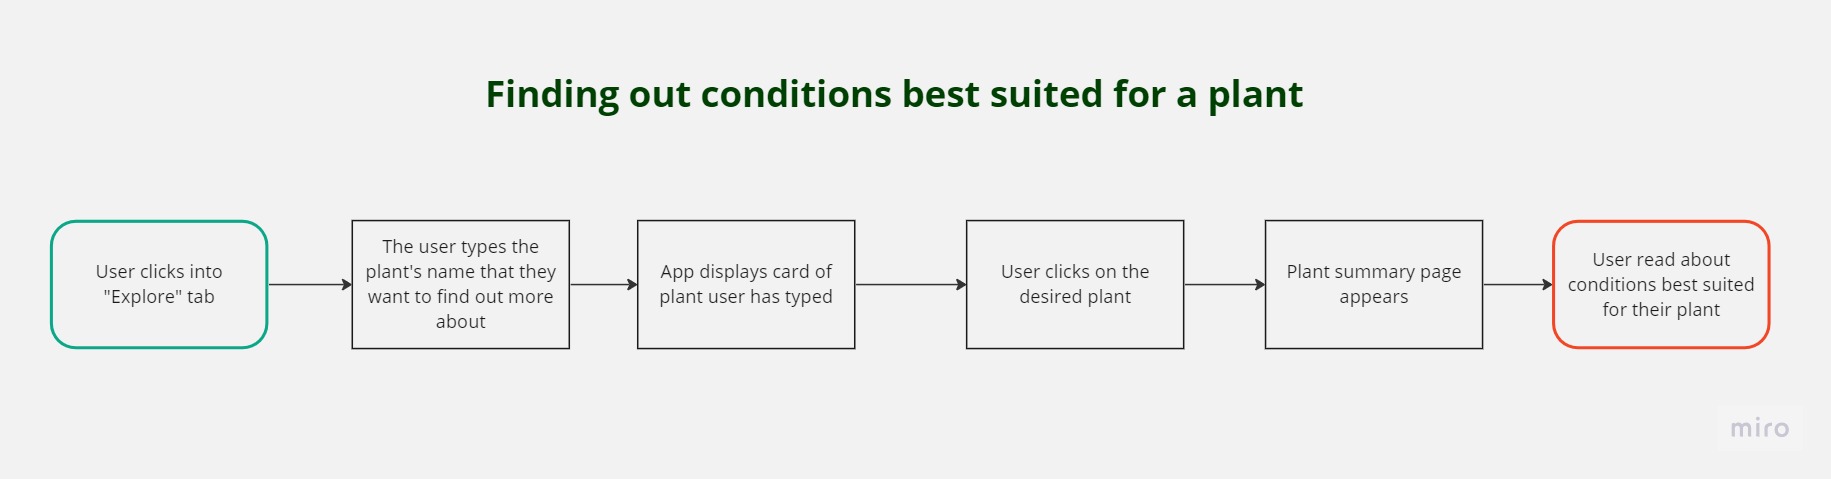 Finding out conditions best suited for a plant
User clicks into
"Explore" tab
The user types the
plant's name that they
want to find out more
about
App displays card of
plant user has typed
User clicks on the
desired plant
Plant summary page
appears
User read about
conditions best suited
for their plant
miro